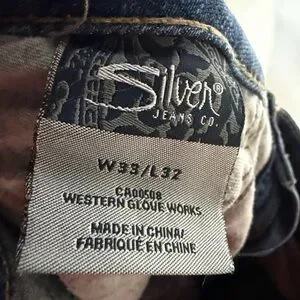 Silver®
JEANS CO.
W33/L32
CA00508
WESTERN GLOVE WORKS
MADE IN CHINA/
FABRIQUÉ EN CHINE